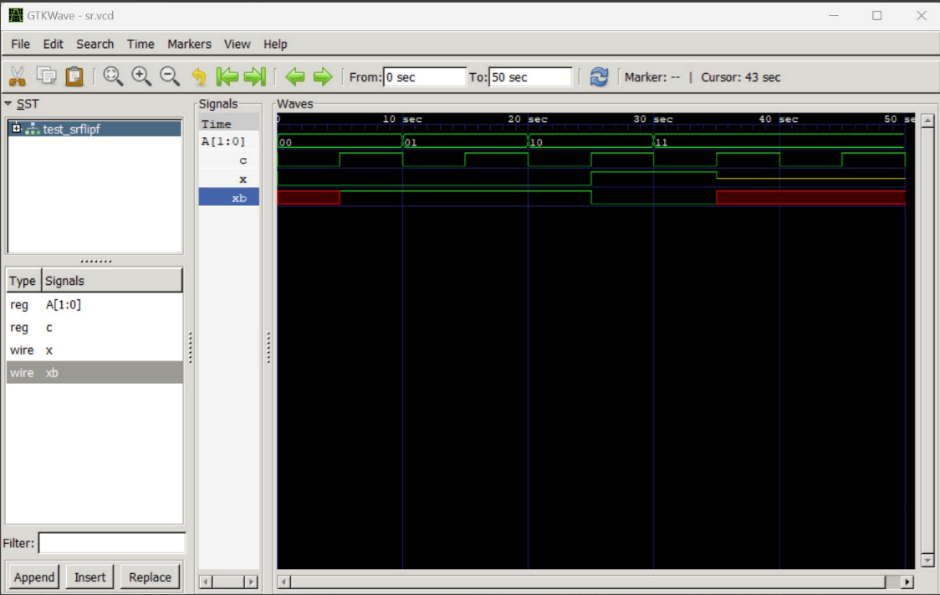 GTKWave - sr.vcd
File Edit Search Time Markers View Help
From: 0 sec To: 50 sec Marker: -- | Cursor: 43 sec
SST
test_srflipf
Type Signals
reg A[1:0]
reg c
wire x
wire xb
Filter:
Append Insert Replace
Signals
Time
A[1:0]
c
x
xb
Waves
0 10 sec 20 sec 30 sec 40 sec 50 se
00 01 10 11